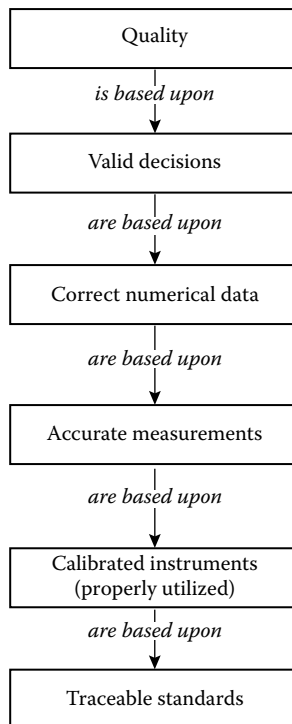 Quality
is based upon
Valid decisions
are based upon
Correct numerical data
are based upon
Accurate measurements
are based upon
Calibrated instruments
(properly utilized)
are based upon
Traceable standards